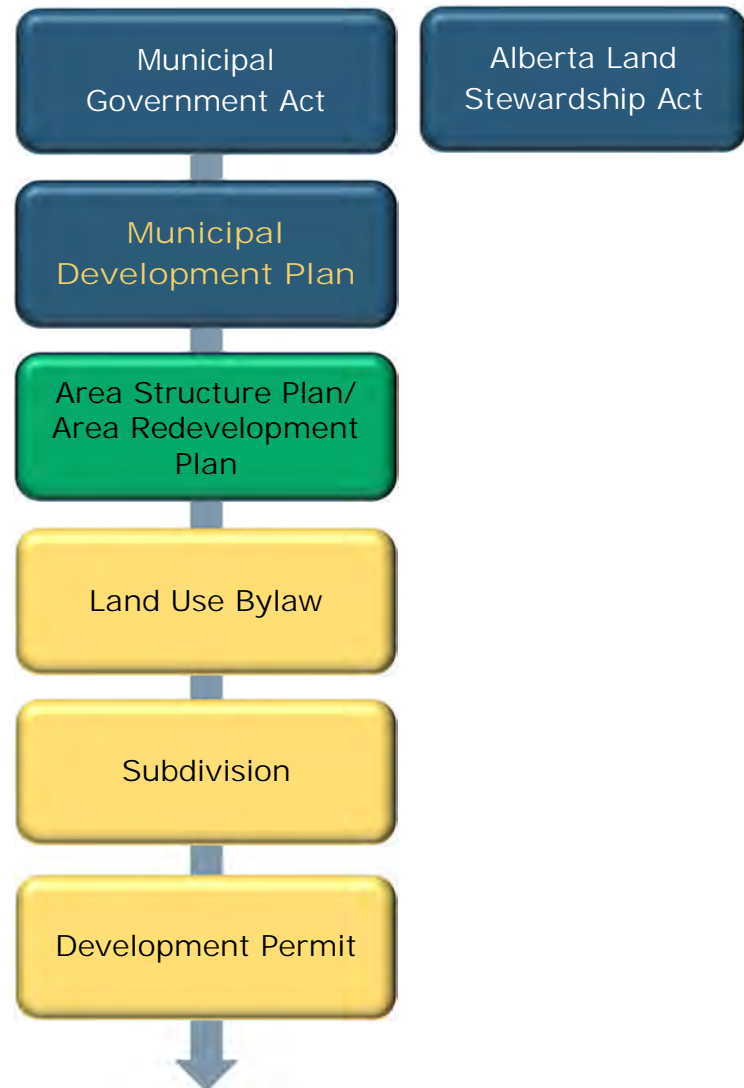 Municipal
Government Act
Alberta Land
Stewardship Act
Municipal
Development Plan
Area Structure Plan/
Area Redevelopment
Plan
Land Use Bylaw
Subdivision
Development Permit